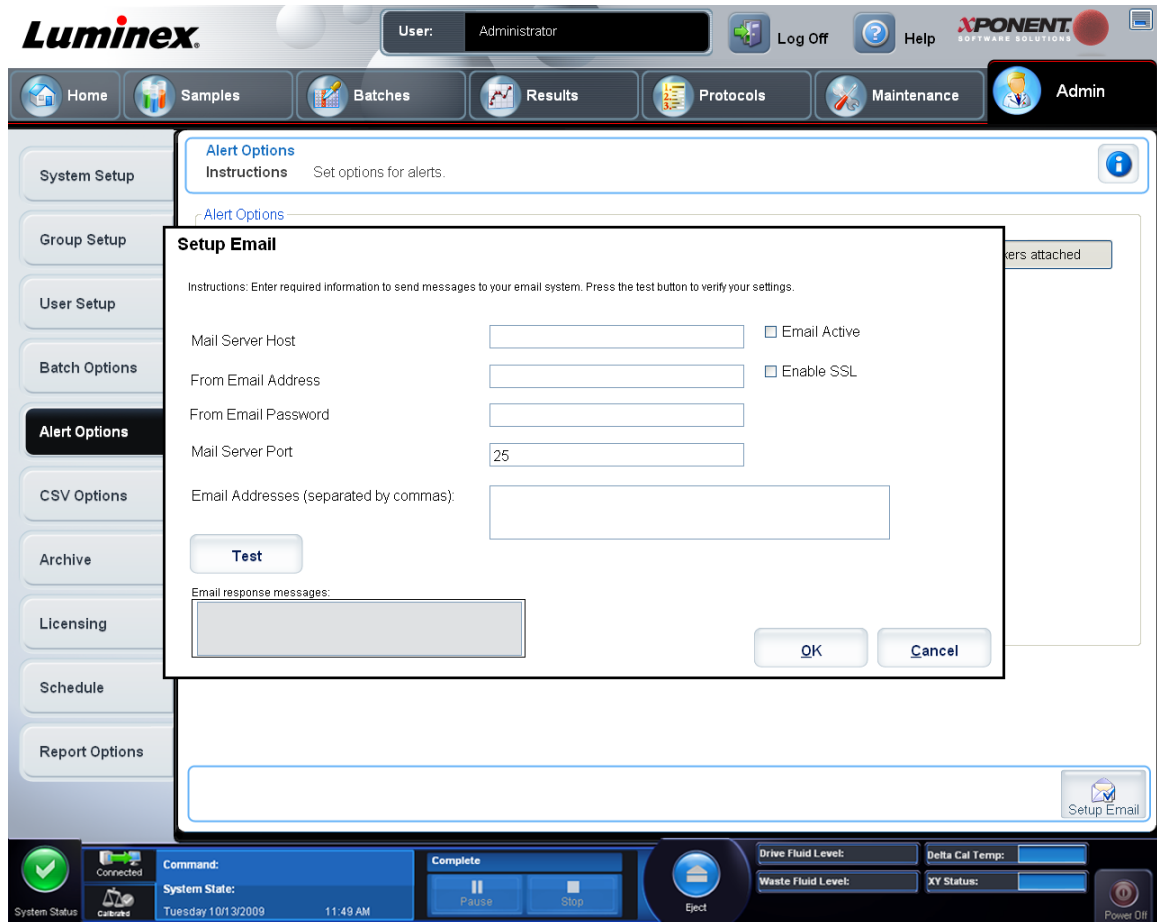 Luminex
User:
Administrator
Log Off
Help
XPONENT.
SOFTWARE SOLUTIONS
Home
Samples
Batches
Results
Protocols
Maintenance
Admin
System Setup
Group Setup
User Setup
Batch Options
Alert Options
CSV Options
Archive
Licensing
Schedule
Report Options
Alert Options
Instructions Set options for alerts.
Alert Options
kers attached
Setup Email
Instructions: Enter required information to send messages to your email system. Press the test button to verify your settings.
Mail Server Host
Email Active
From Email Address
Enable SSL
From Email Password
Mail Server Port
25
Email Addresses (separated by commas):
Test
Email response messages:
OK
Cancel
Setup Email
System Status
Connected
Calibrated
Command:
System State:
Tuesday 10/13/2009 11:49 AM
Complete
Pause
Stop
Eject
Drive Fluid Level:
Waste Fluid Level:
Delta Cal Temp:
XY Status:
Power Off